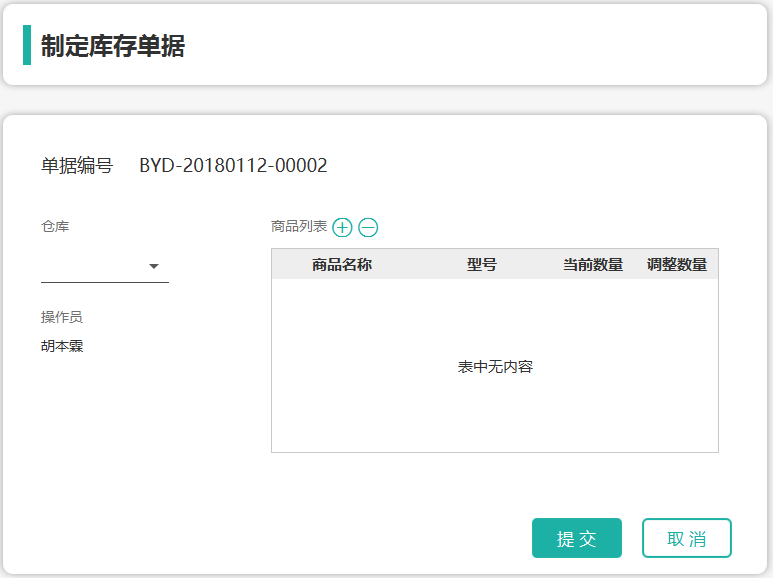 制定库存单据
单据编号 BYD-20180112-00002
仓库
商品列表
商品名称 型号 当前数量 调整数量
表中无内容
操作员
胡本霖
提交 取消